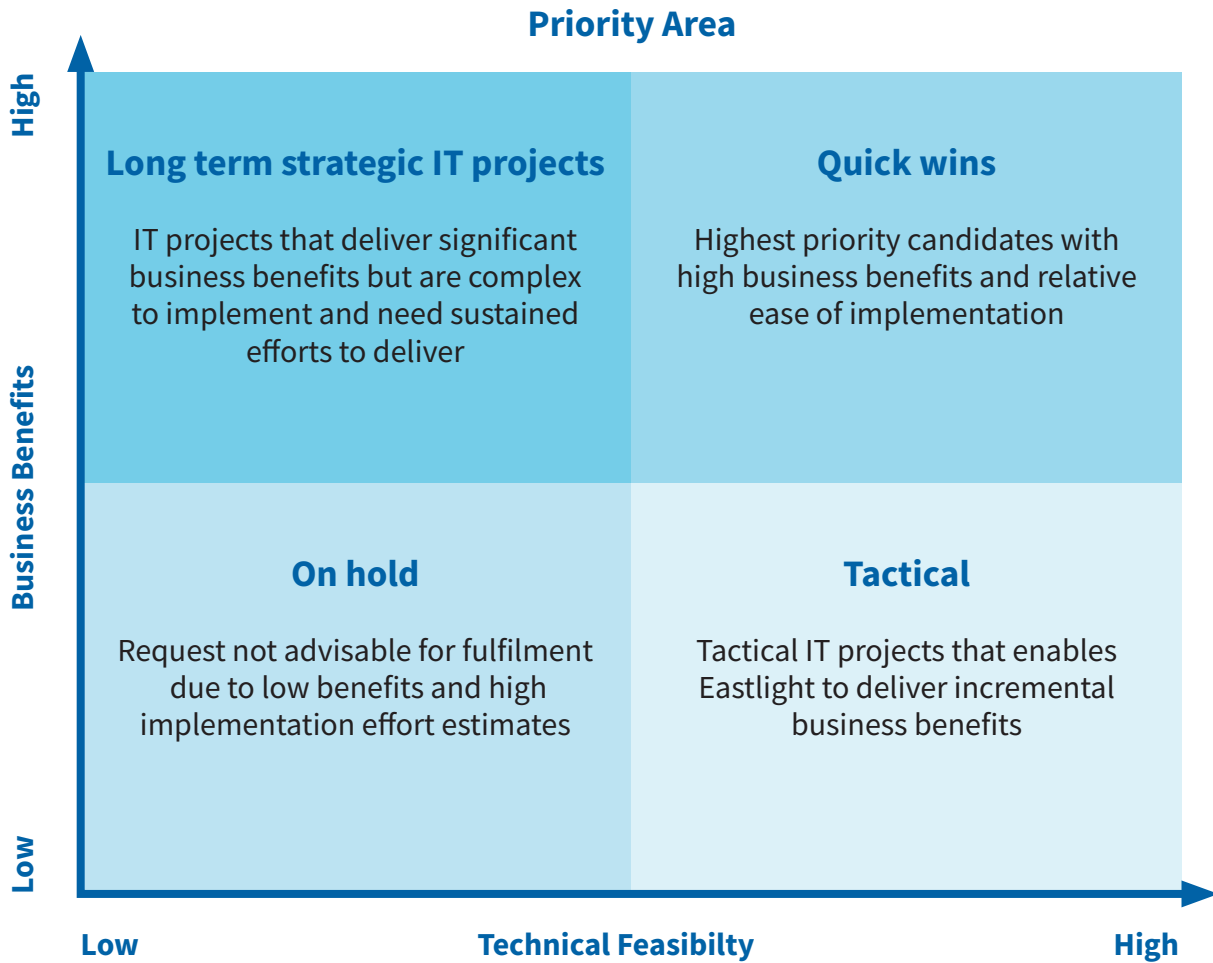 Priority Area
High
Long term strategic IT projects
IT projects that deliver significant
business benefits but are complex
to implement and need sustained
efforts to deliver
Quick wins
Highest priority candidates with
high business benefits and relative
ease of implementation
Business Benefits
On hold
Request not advisable for fulfilment
due to low benefits and high
implementation effort estimates
Tactical
Tactical IT projects that enables
Eastlight to deliver incremental
business benefits
Low
Low
Technical Feasibilty
High